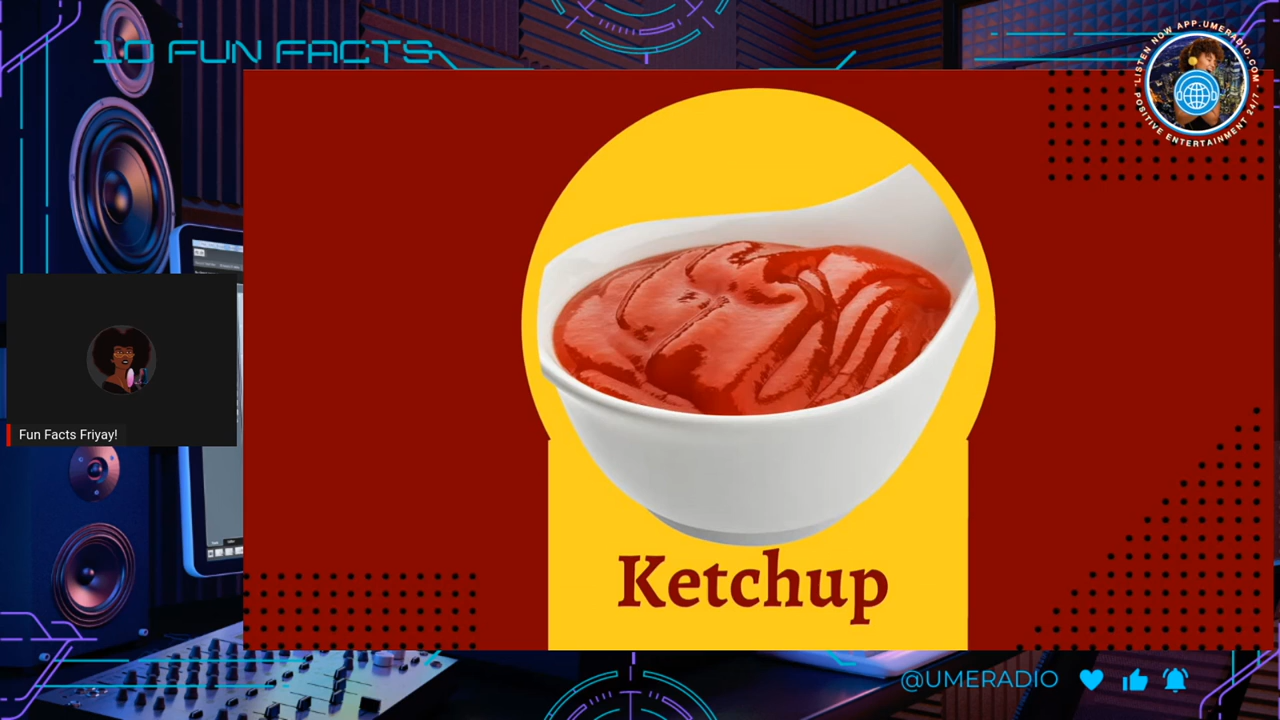 10 FUN FACTS
LISTEN NOW APP.UMERADIO.COM
POSITIVE ENTERTAINMENT 24/7
Fun Facts Friyay!
Ketchup
@UMERADIO